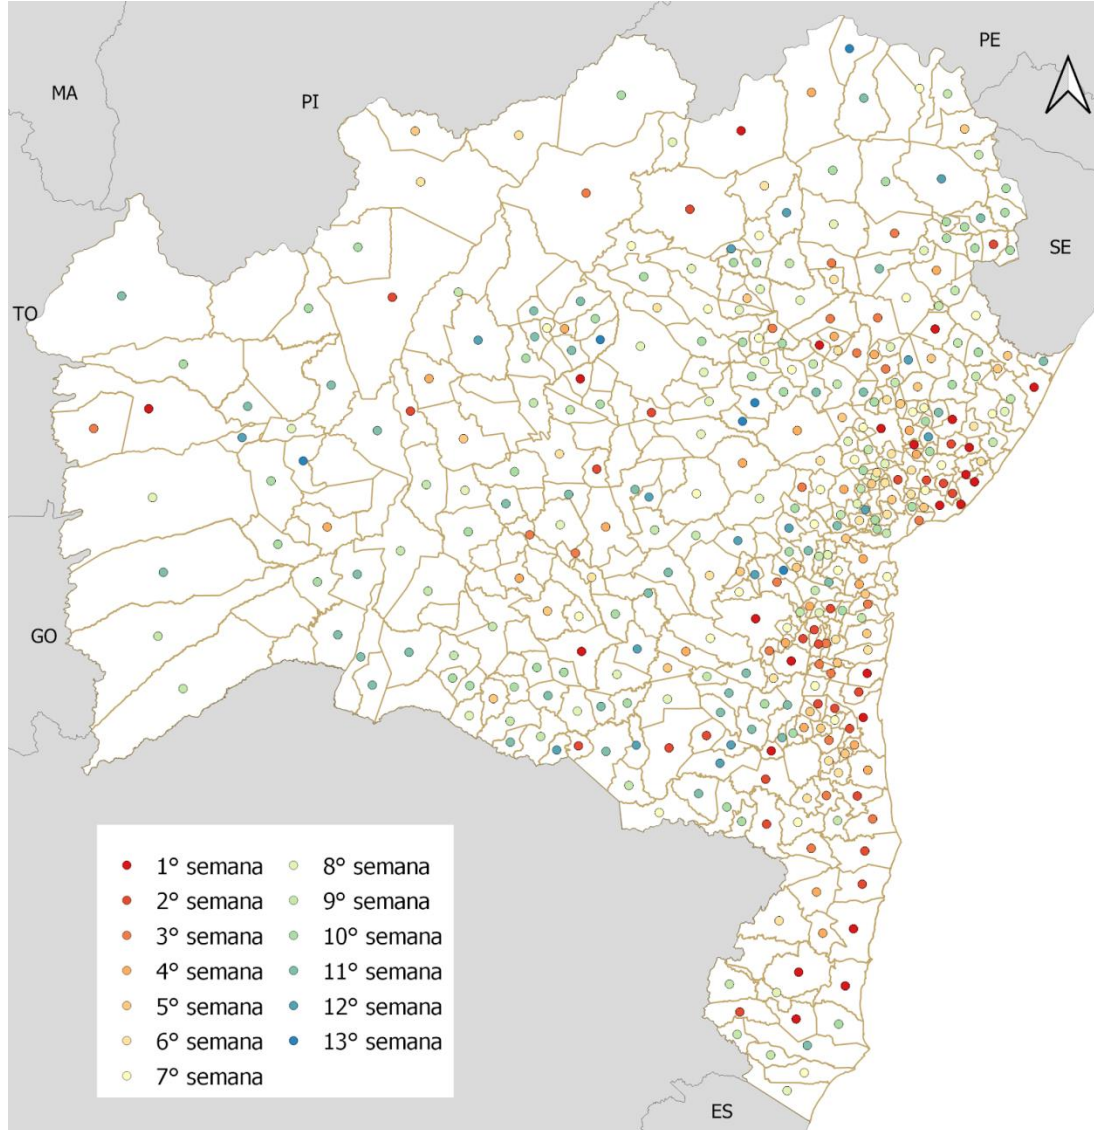 PE
MA
PI
SE
TO
GO
1° semana
2° semana
3° semana
4° semana
5° semana
6° semana
7° semana
8° semana
9° semana
10° semana
11° semana
12° semana
13° semana
ES